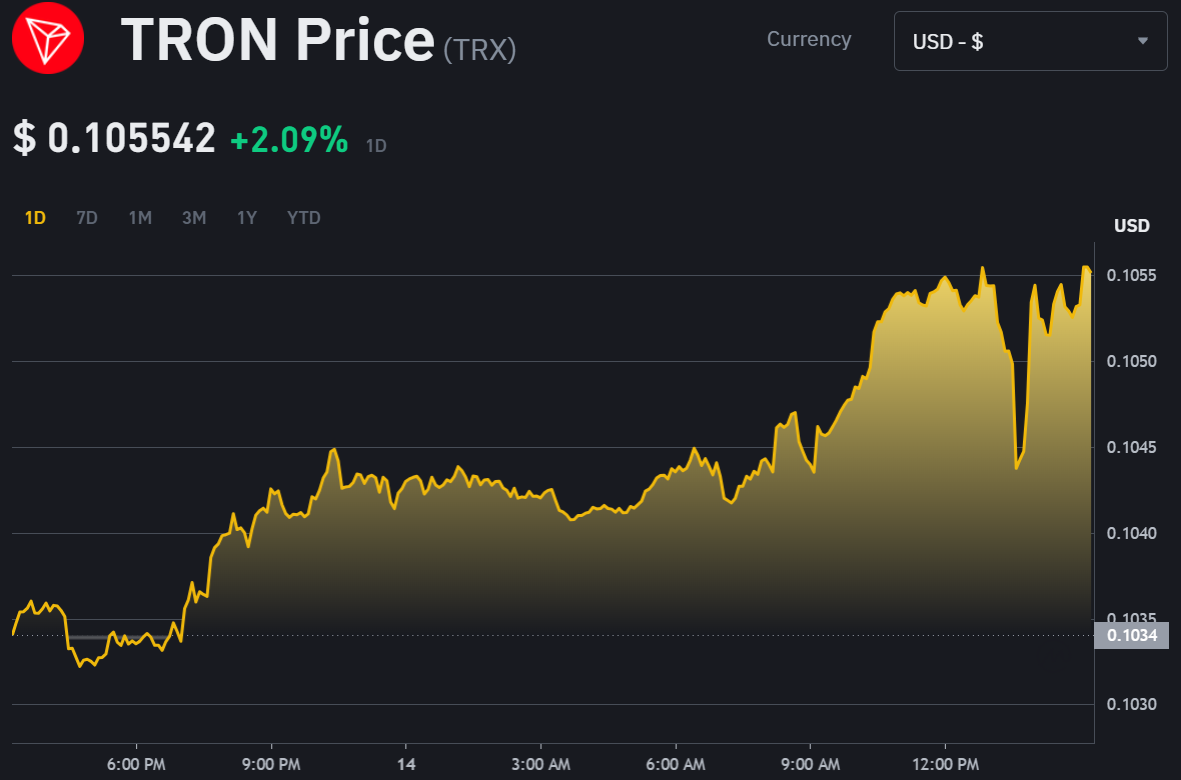 TRON Price (TRX)
Currency
USD - $
$ 0.105542 +2.09% 1D
1D 7D 1M 3M 1Y YTD
USD
0.1055
0.1050
0.1045
0.1040
0.1035
0.1034
0.1030
6:00 PM 9:00 PM 14 3:00 AM 6:00 AM 9:00 AM 12:00 PM